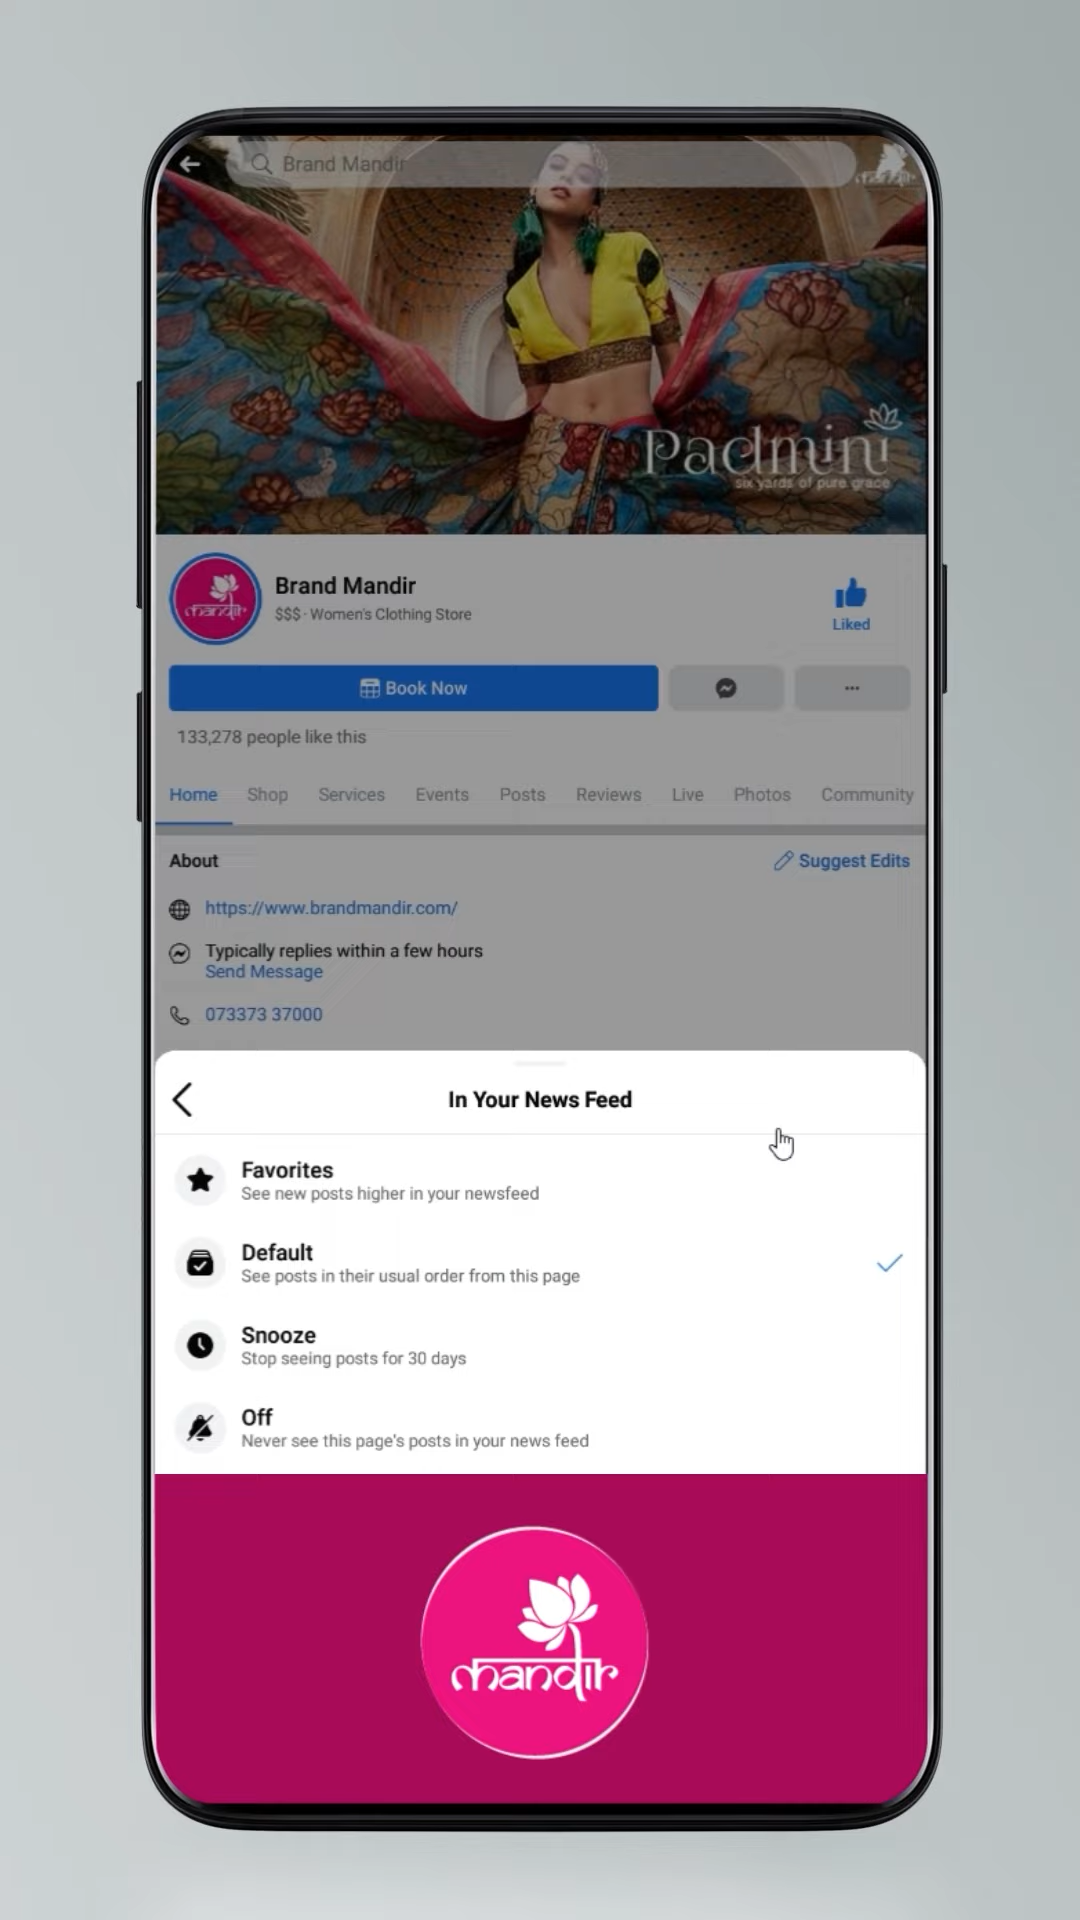 Brand Mandir
mandir
Padmini
six yards of pure grace
mandir
Brand Mandir
$$$ · Women's Clothing Store
Liked
Book Now
133,278 people like this
Home Shop Services Events Posts Reviews Live Photos Community
About
Suggest Edits
https://www.brandmandir.com/
Typically replies within a few hours
Send Message
073373 37000
In Your News Feed
Favorites
See new posts higher in your newsfeed
Default
See posts in their usual order from this page
Snooze
Stop seeing posts for 30 days
Off
Never see this page's posts in your news feed
mandir